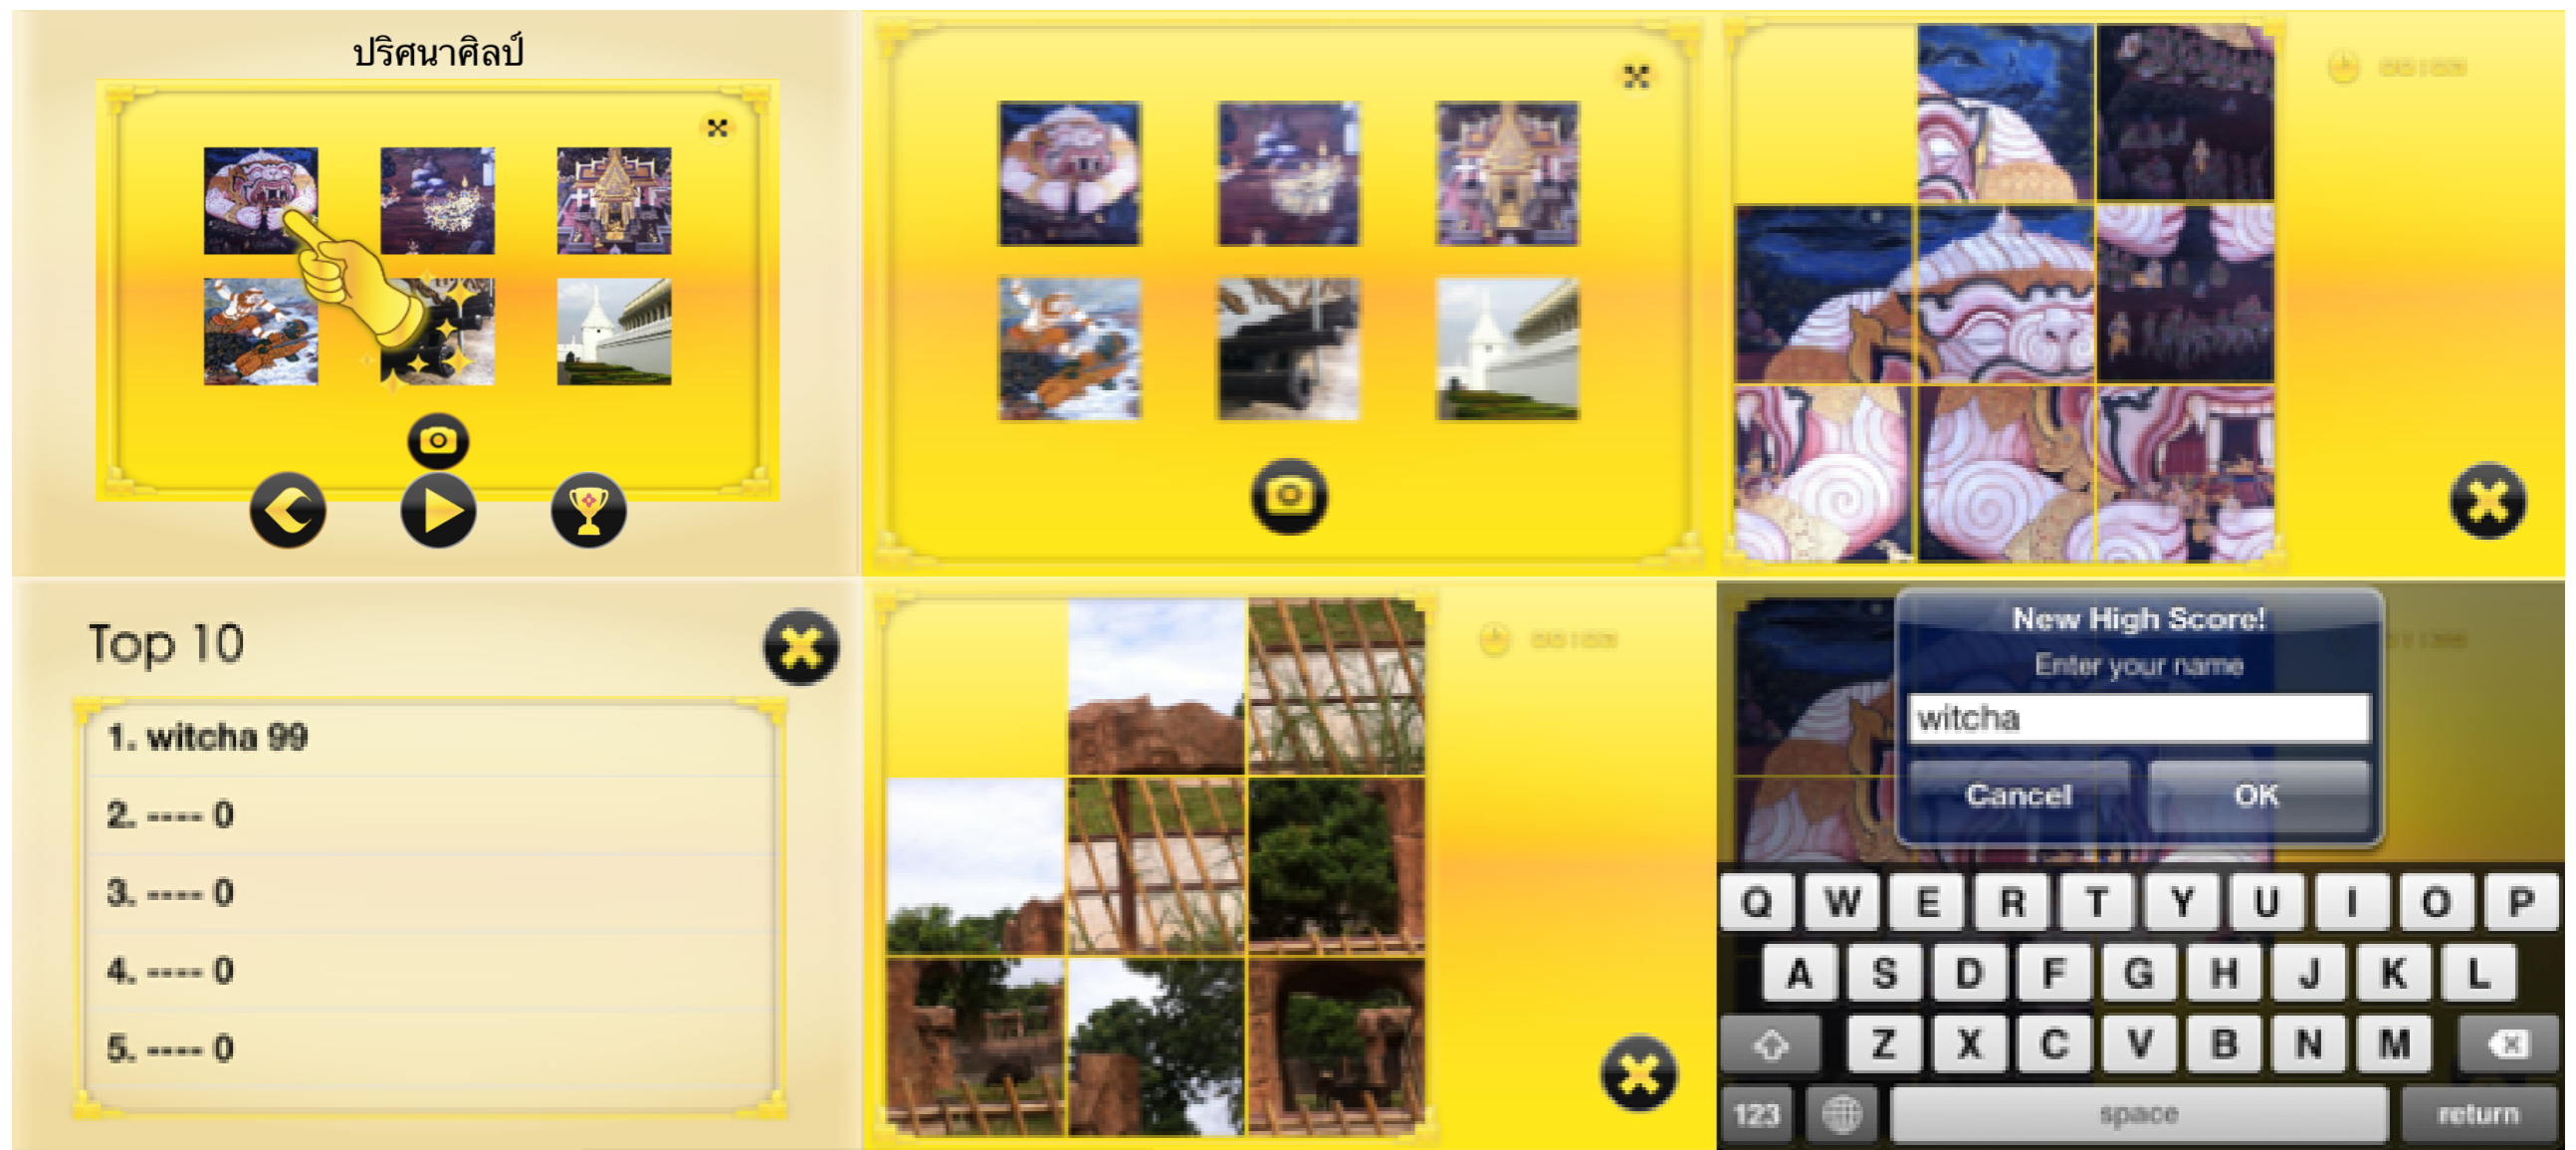 ปริศนาศิลป์
Top 10
1. witcha 99
2. ---- 0
3. ---- 0
4. ---- 0
5. ---- 0
New High Score!
Enter your name
witcha
Cancel OK
Q W E R T Y U I O P
A S D F G H J K L
Z X C V B N M
123 space return